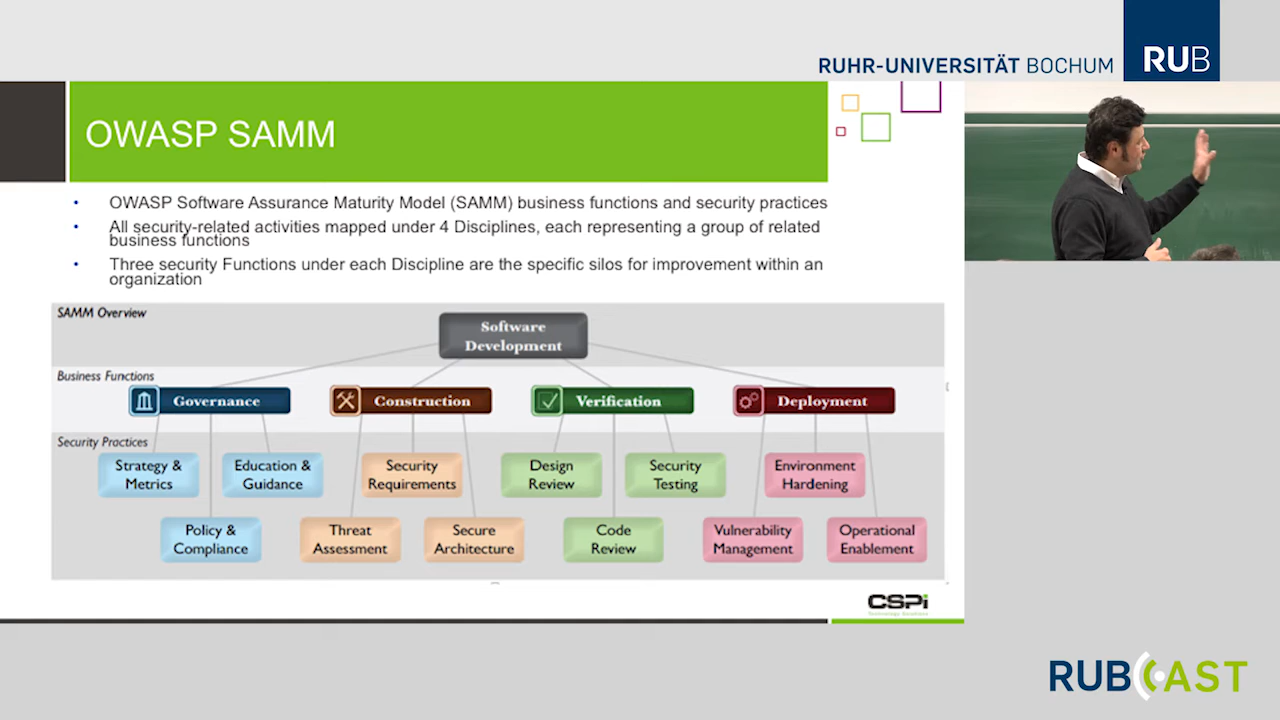 RUHR-UNIVERSITÄT BOCHUM
RUB
OWASP SAMM
• OWASP Software Assurance Maturity Model (SAMM) business functions and security practices
• All security-related activities mapped under 4 Disciplines, each representing a group of related
business functions
• Three security Functions under each Discipline are the specific silos for improvement within an
organization
SAMM Overview
Software
Development
Business Functions
Governance
Construction
Verification
Deployment
Security Practices
Strategy &
Metrics
Education &
Guidance
Security
Requirements
Design
Review
Security
Testing
Environment
Hardening
Policy &
Compliance
Threat
Assessment
Secure
Architecture
Code
Review
Vulnerability
Management
Operational
Enablement
CSPi
RUBCAST